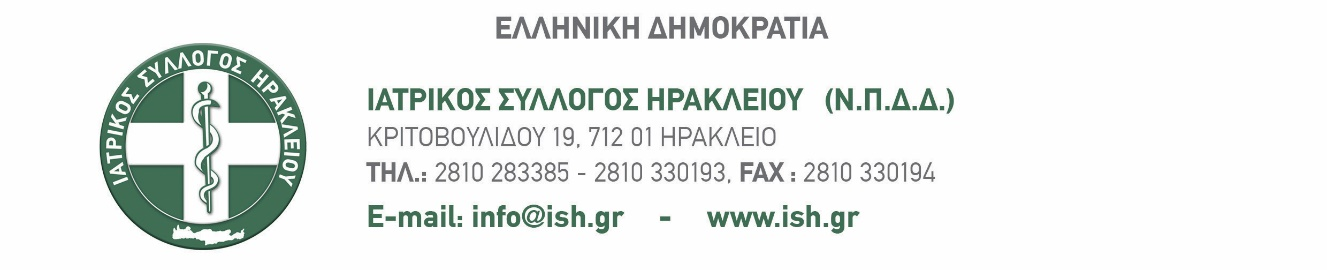 ΕΛΛΗΝΙΚΗ ΔΗΜΟΚΡΑΤΙΑ
ΙΑΤΡΙΚΟΣ ΣΥΛΛΟΓΟΣ ΗΡΑΚΛΕΙΟΥ
ΙΑΤΡΙΚΟΣ ΣΥΛΛΟΓΟΣ ΗΡΑΚΛΕΙΟΥ (Ν.Π.Δ.Δ.)
ΚΡΙΤΟΒΟΥΛΙΔΟΥ 19, 712 01 ΗΡΑΚΛΕΙΟ
ΤΗΛ.: 2810 283385 - 2810 330193, FAX : 2810 330194
E-mail: info@ish.gr - www.ish.gr